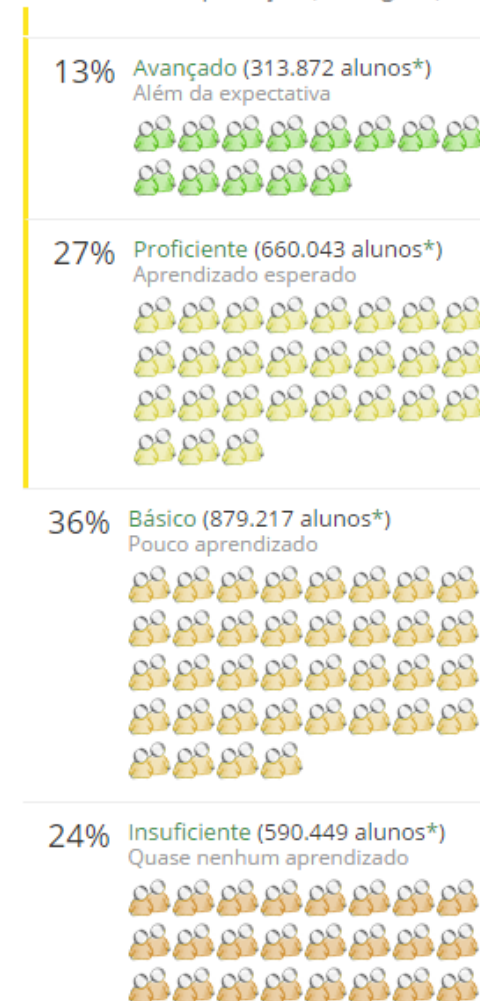 13% Avançado (313.872 alunos*)
Além da expectativa
27% Proficiente (660.043 alunos*)
Aprendizado esperado
36% Básico (879.217 alunos*)
Pouco aprendizado
24% Insuficiente (590.449 alunos*)
Quase nenhum aprendizado